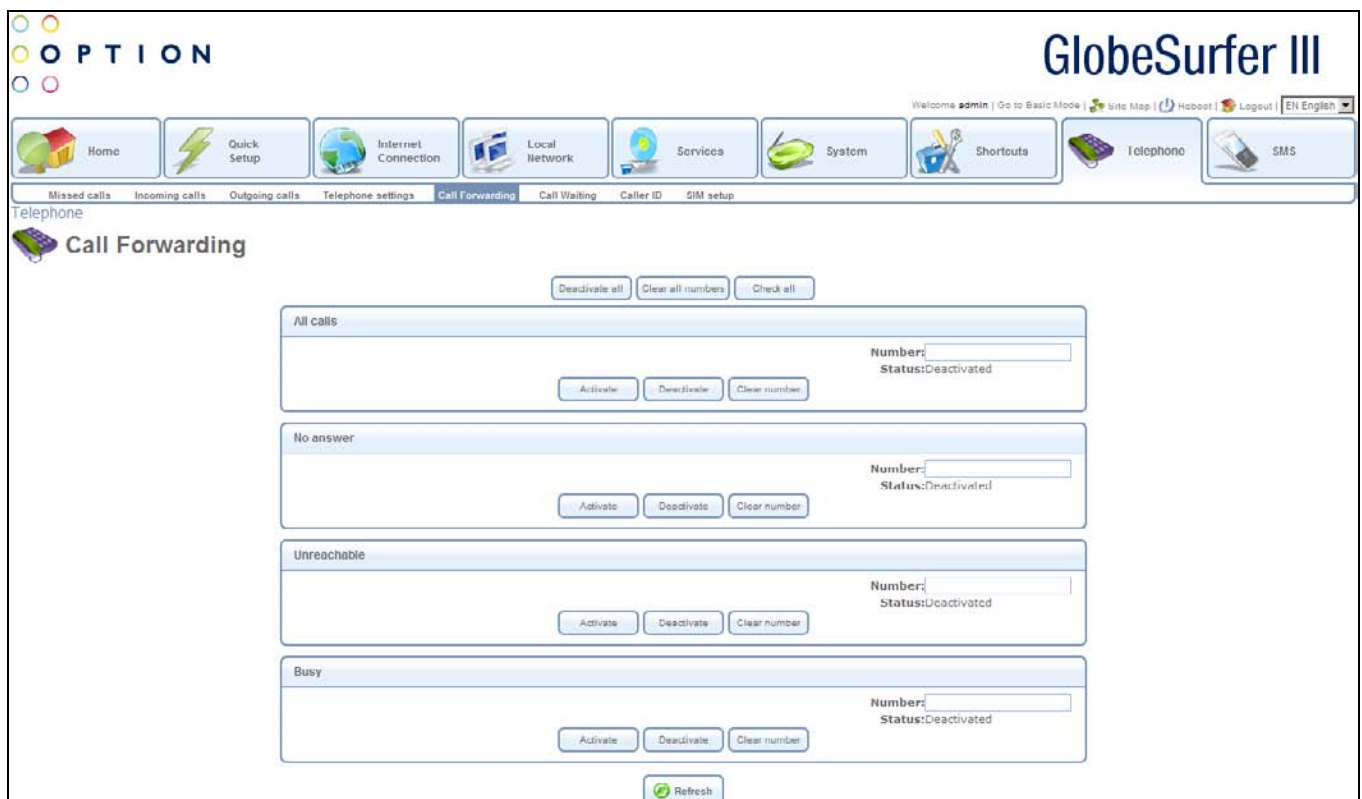 OPTION
GlobeSurfer III
Welcome admin | Go to Basic Mode | Site Map | Reboot | Logout | EN English
Home
Quick Setup
Internet Connection
Local Network
Services
System
Shortcuts
Telephone
SMS
Missed calls Incoming calls Outgoing calls Telephone settings Call Forwarding Call Waiting Caller ID SIM setup
Telephone
Call Forwarding
Deactivate all Clear all numbers Check all
All calls
Number:
Status:Deactivated
Activate Deactivate Clear number
No answer
Number:
Status:Deactivated
Activate Deactivate Clear number
Unreachable
Number:
Status:Deactivated
Activate Deactivate Clear number
Busy
Number:
Status:Deactivated
Activate Deactivate Clear number
Refresh